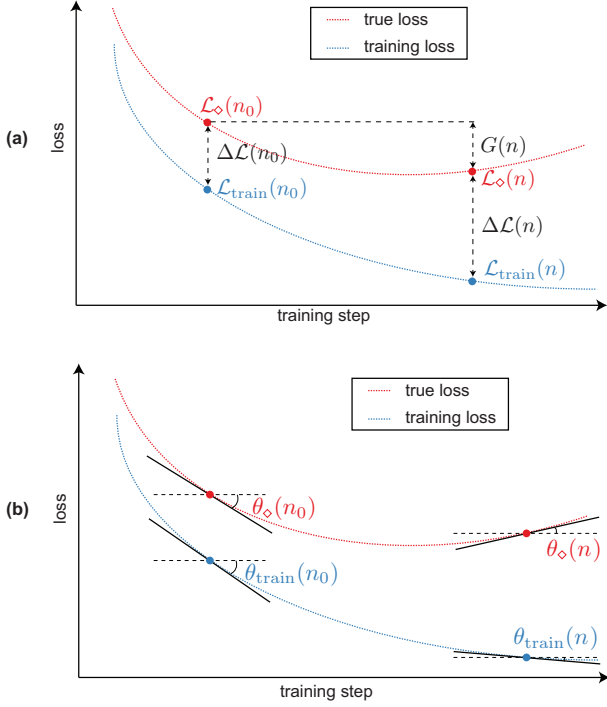 true loss
training loss
(a)
loss
ℒ⋄(n₀)
Δℒ(n₀)
ℒtrain(n₀)
G(n)
ℒ⋄(n)
Δℒ(n)
ℒtrain(n)
training step
true loss
training loss
(b)
loss
θ⋄(n₀)
θtrain(n₀)
θ⋄(n)
θtrain(n)
training step